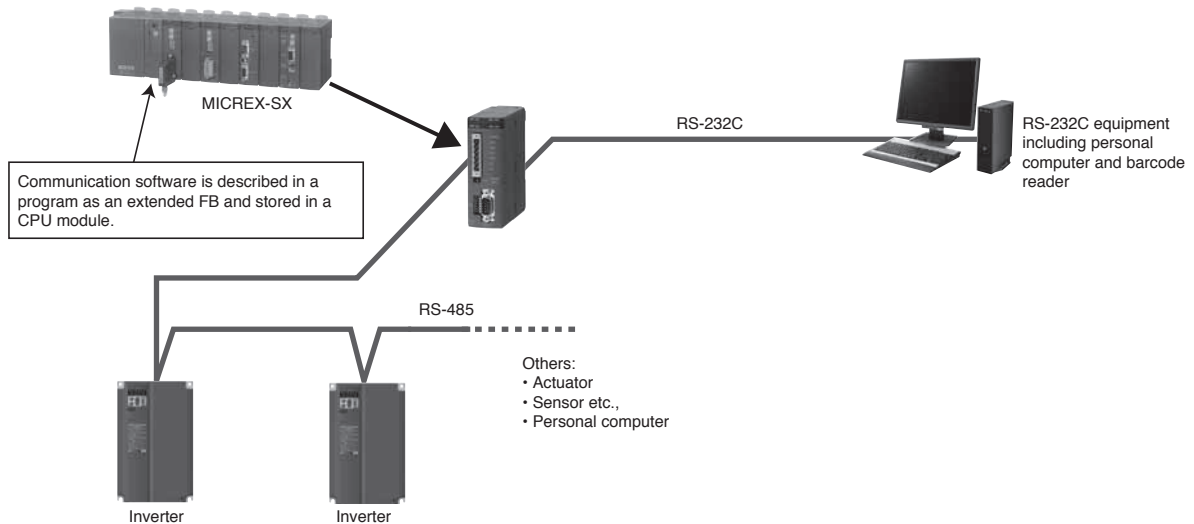 MICREX-SX
Communication software is described in a
program as an extended FB and stored in a
CPU module.
RS-232C
RS-232C equipment
including personal
computer and barcode
reader
RS-485
Others:
• Actuator
• Sensor etc.,
• Personal computer
Inverter
Inverter